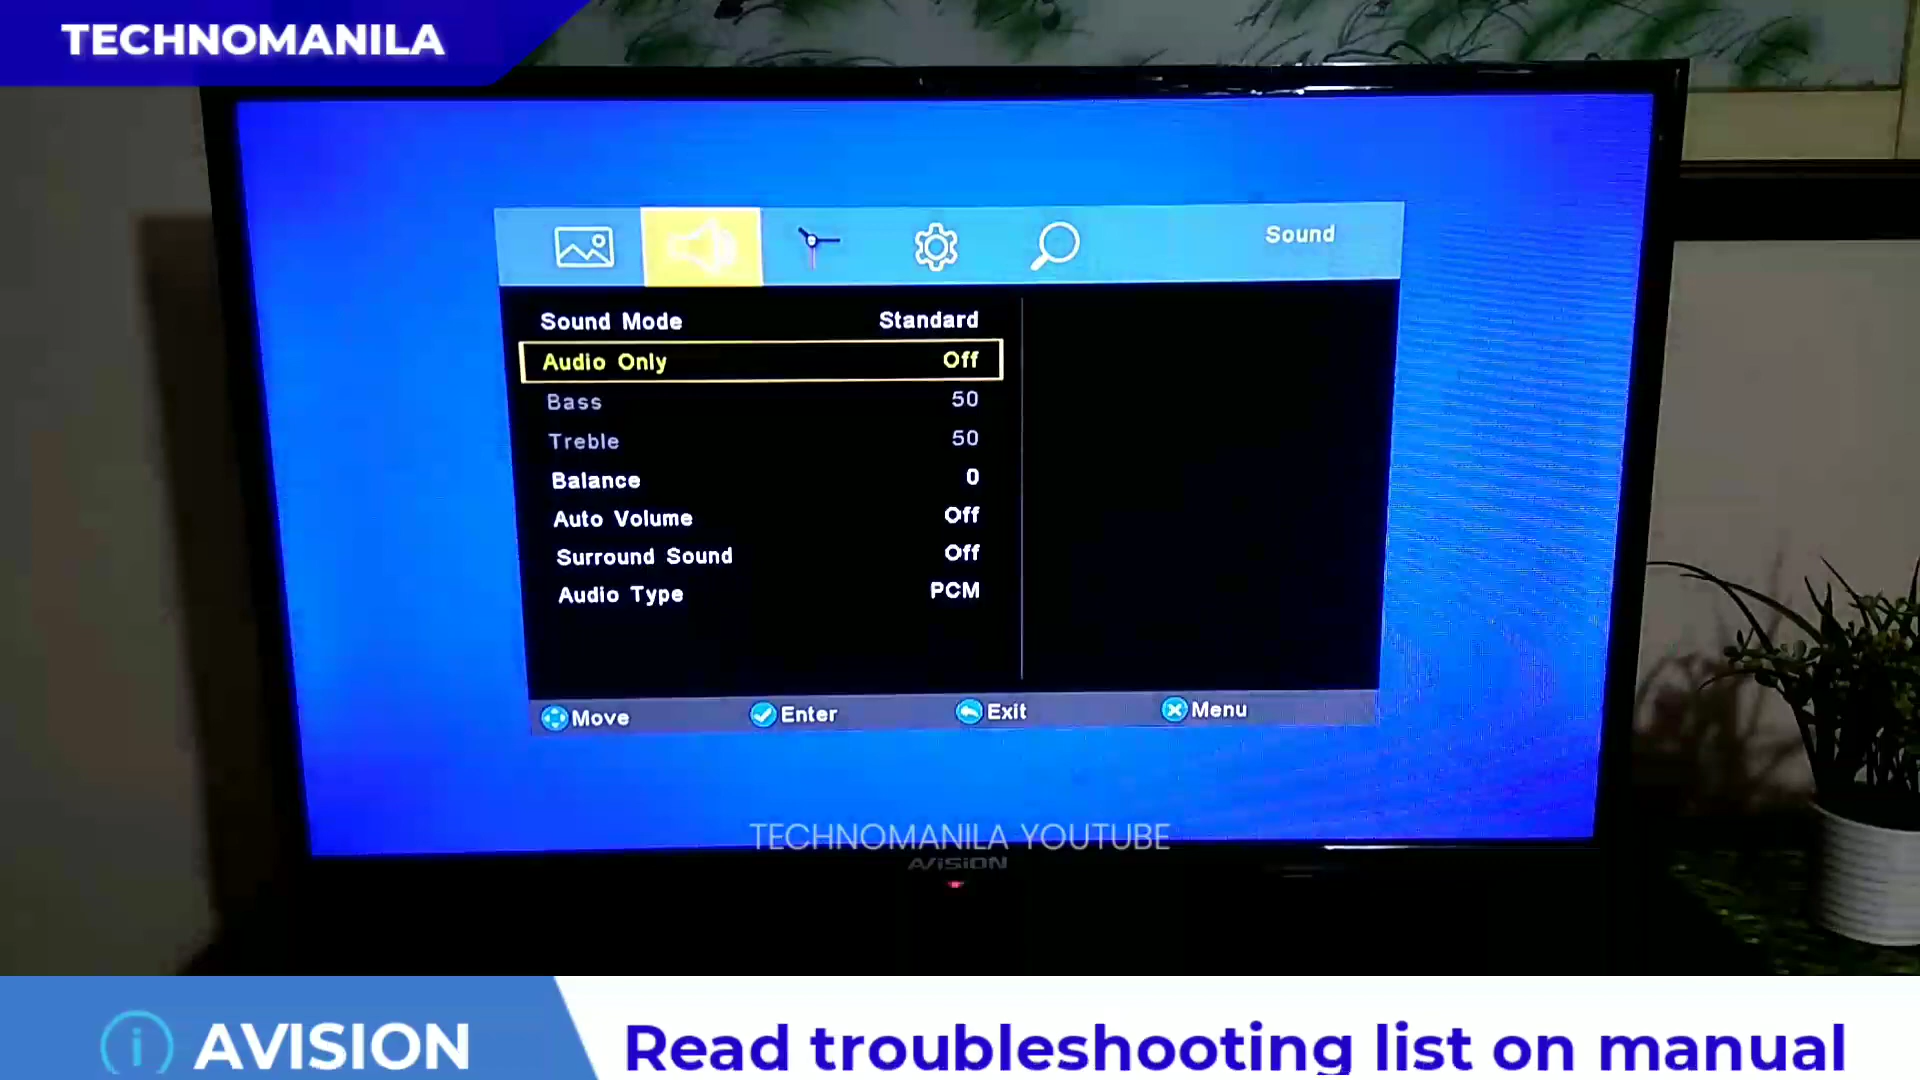 TECHNOMANILA
Sound
Sound Mode Standard
Audio Only Off
Bass 50
Treble 50
Balance 0
Auto Volume Off
Surround Sound Off
Audio Type PCM
Move Enter Exit Menu
TECHNOMANILA YOUTUBE
AVISION
i AVISION Read troubleshooting list on manual